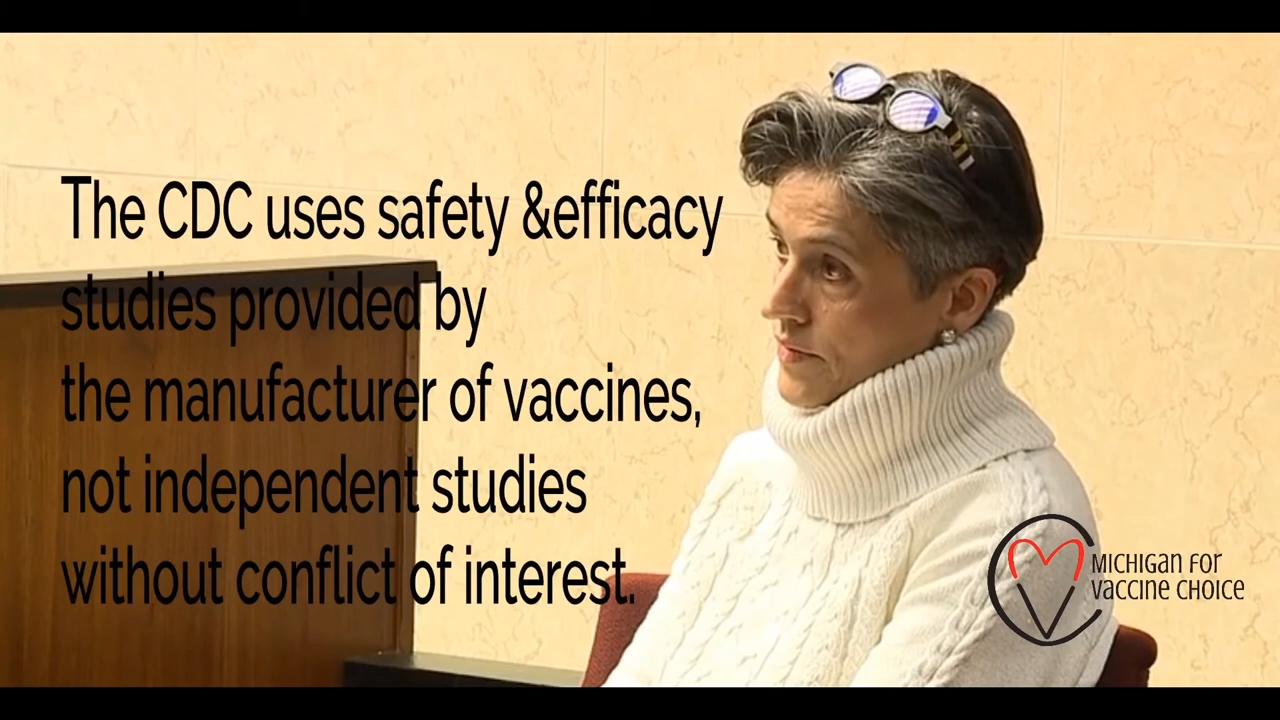 The CDC uses safety &efficacy
studies provided by
the manufacturer of vaccines,
not independent studies
without conflict of interest.
MICHIGAN FOR
VACCINE CHOICE